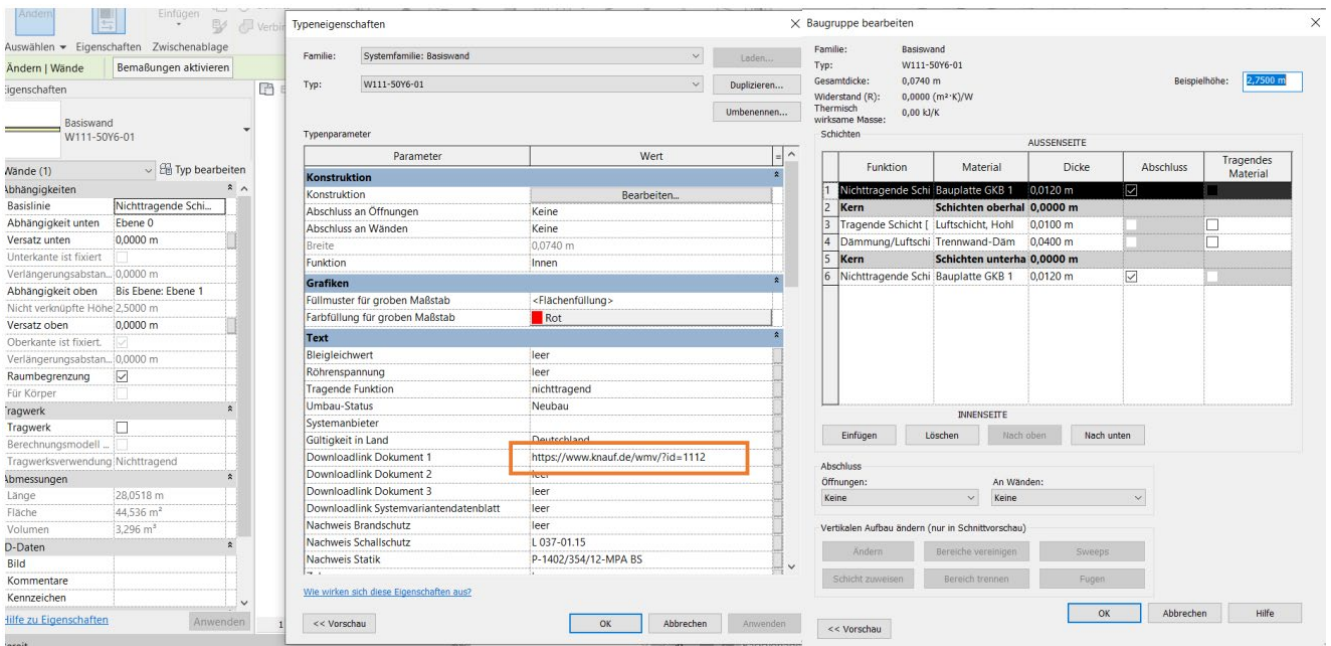 Ändern
Einfügen
Auswählen Eigenschaften Zwischenablage
Ändern | Wände Bemaßungen aktivieren
Eigenschaften
Basiswand
W111-50Y6-01
Wände (1) Typ bearbeiten
Abhängigkeiten
Basislinie Nichttragende Schi...
Abhängigkeit unten Ebene 0
Versatz unten 0,0000 m
Unterkante ist fixiert
Verlängerungsabstan... 0,0000 m
Abhängigkeit oben Bis Ebene: Ebene 1
Nicht verknüpfte Höhe 2,5000 m
Versatz oben 0,0000 m
Oberkante ist fixiert.
Verlängerungsabstan... 0,0000 m
Raumbegrenzung
Für Körper
Tragwerk
Tragwerk
Berechnungsmodell ...
Tragwerksverwendung Nichttragend
Abmessungen
Länge 28,0518 m
Fläche 44,536 m²
Volumen 3,296 m³
ID-Daten
Bild
Kommentare
Kennzeichen
Hilfe zu Eigenschaften Anwenden
Typeneigenschaften
Familie: Systemfamilie: Basiswand Laden...
Typ: W111-50Y6-01 Duplizieren...
Umbenennen...
Typenparameter
Parameter Wert =
Konstruktion
Konstruktion Bearbeiten...
Abschluss an Öffnungen Keine
Abschluss an Wänden Keine
Breite 0,0740 m
Funktion Innen
Grafiken
Füllmuster für groben Maßstab <Flächenfüllung>
Farbfüllung für groben Maßstab Rot
Text
Bleigleichwert leer
Röhrenspannung leer
Tragende Funktion nichttragend
Umbau-Status Neubau
Systemanbieter
Gültigkeit in Land Deutschland
Downloadlink Dokument 1 https://www.knauf.de/wmv/?id=1112
Downloadlink Dokument 2 leer
Downloadlink Dokument 3 leer
Downloadlink Systemvariantendatenblatt leer
Nachweis Brandschutz leer
Nachweis Schallschutz L 037-01.15
Nachweis Statik P-1402/354/12-MPA BS
Wie wirken sich diese Eigenschaften aus?
<< Vorschau OK Abbrechen Anwenden
Baugruppe bearbeiten
Familie: Basiswand
Typ: W111-50Y6-01
Gesamtdicke: 0,0740 m Beispielhöhe: 2,7500 m
Widerstand (R): 0,0000 (m²·K)/W
Thermisch
wirksame Masse: 0,00 kJ/K
Schichten
AUSSENSEITE
Funktion Material Dicke Abschluss Tragendes Material
1 Nichttragende Schi Bauplatte GKB 1 0,0120 m
2 Kern Schichten oberhal 0,0000 m
3 Tragende Schicht [ Luftschicht, Hohl 0,0100 m
4 Dämmung/Luftschi Trennwand-Däm 0,0400 m
5 Kern Schichten unterha 0,0000 m
6 Nichttragende Schi Bauplatte GKB 1 0,0120 m
INNENSEITE
Einfügen Löschen Nach oben Nach unten
Abschluss
Öffnungen: An Wänden:
Keine Keine
Vertikalen Aufbau ändern (nur in Schnittvorschau)
Ändern Bereiche vereinigen Sweeps
Schicht zuweisen Bereich trennen Fugen
OK Abbrechen Hilfe
<< Vorschau